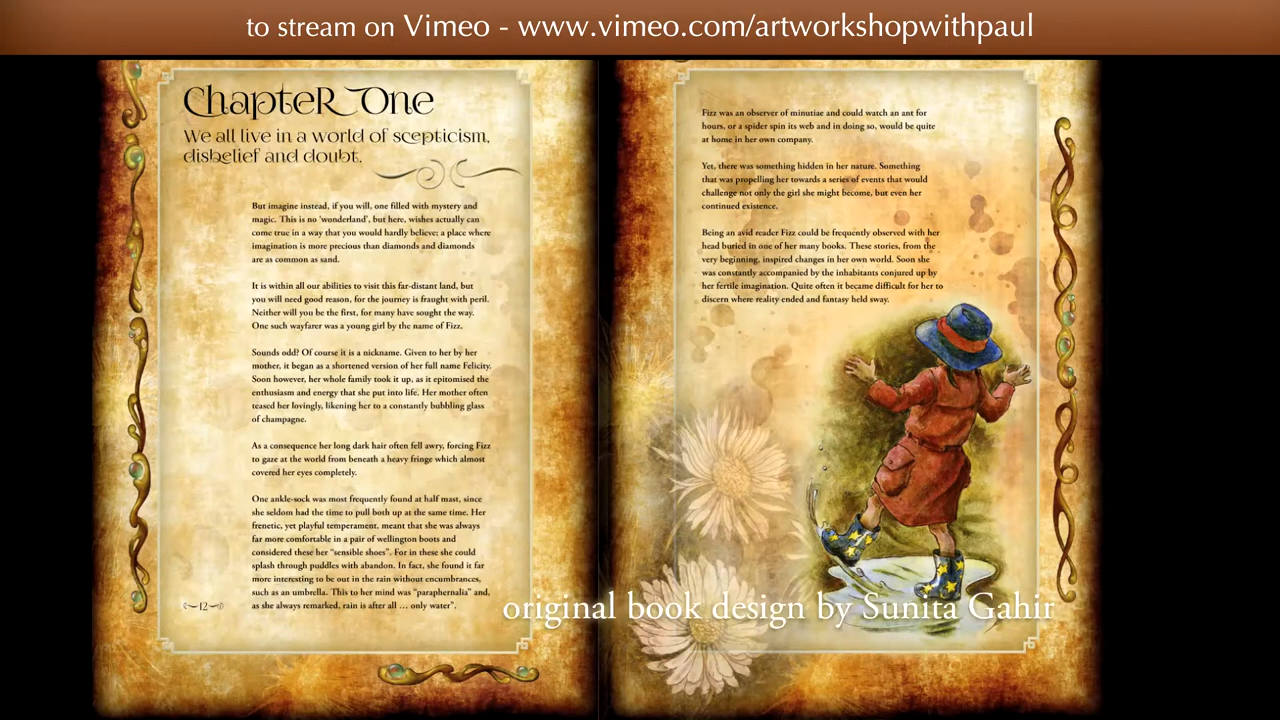 to stream on Vimeo - www.vimeo.com/artworkshopwithpaul
Chapter One
We all live in a world of scepticism,
disbelief and doubt.
But imagine instead, if you will, one filled with mystery and
magic. This is no 'wonderland', but here, wishes actually can
come true in a way that you would hardly believe; a place where
imagination is more precious than diamonds and diamonds
are as common as sand.
It is within all our abilities to visit this far-distant land, but
you will need good reason, for the journey is fraught with peril.
Neither will you be the first, for many have sought the way.
One such wayfarer was a young girl by the name of Fizz.
Sounds odd? Of course it is a nickname. Given to her by her
mother, it began as a shortened version of her full name Felicity.
Soon however, her whole family took it up, as it epitomised the
enthusiasm and energy that she put into life. Her mother often
teased her lovingly, likening her to a constantly bubbling glass
of champagne.
As a consequence her long dark hair often fell awry, forcing Fizz
to gaze at the world from beneath a heavy fringe which almost
covered her eyes completely.
One ankle-sock was most frequently found at half mast, since
she seldom had the time to pull both up at the same time. Her
frenetic, yet playful temperament, meant that she was always
far more comfortable in a pair of wellington boots and
considered these her "sensible shoes". For in these she could
splash through puddles with abandon. In fact, she found it far
more interesting to be out in the rain without encumbrances,
such as an umbrella. This to her mind was "paraphernalia" and,
as she always remarked, rain is after all ... only water".
12
Fizz was an observer of minutiae and could watch an ant for
hours, or a spider spin its web and in doing so, would be quite
at home in her own company.
Yet, there was something hidden in her nature. Something
that was propelling her towards a series of events that would
challenge not only the girl she might become, but even her
continued existence.
Being an avid reader Fizz could be frequently observed with her
head buried in one of her many books. These stories, from the
very beginning, inspired changes in her own world. Soon she
was constantly accompanied by the inhabitants conjured up by
her fertile imagination. Quite often it became difficult for her to
discern where reality ended and fantasy held sway.
original book design by Sunita Gahir